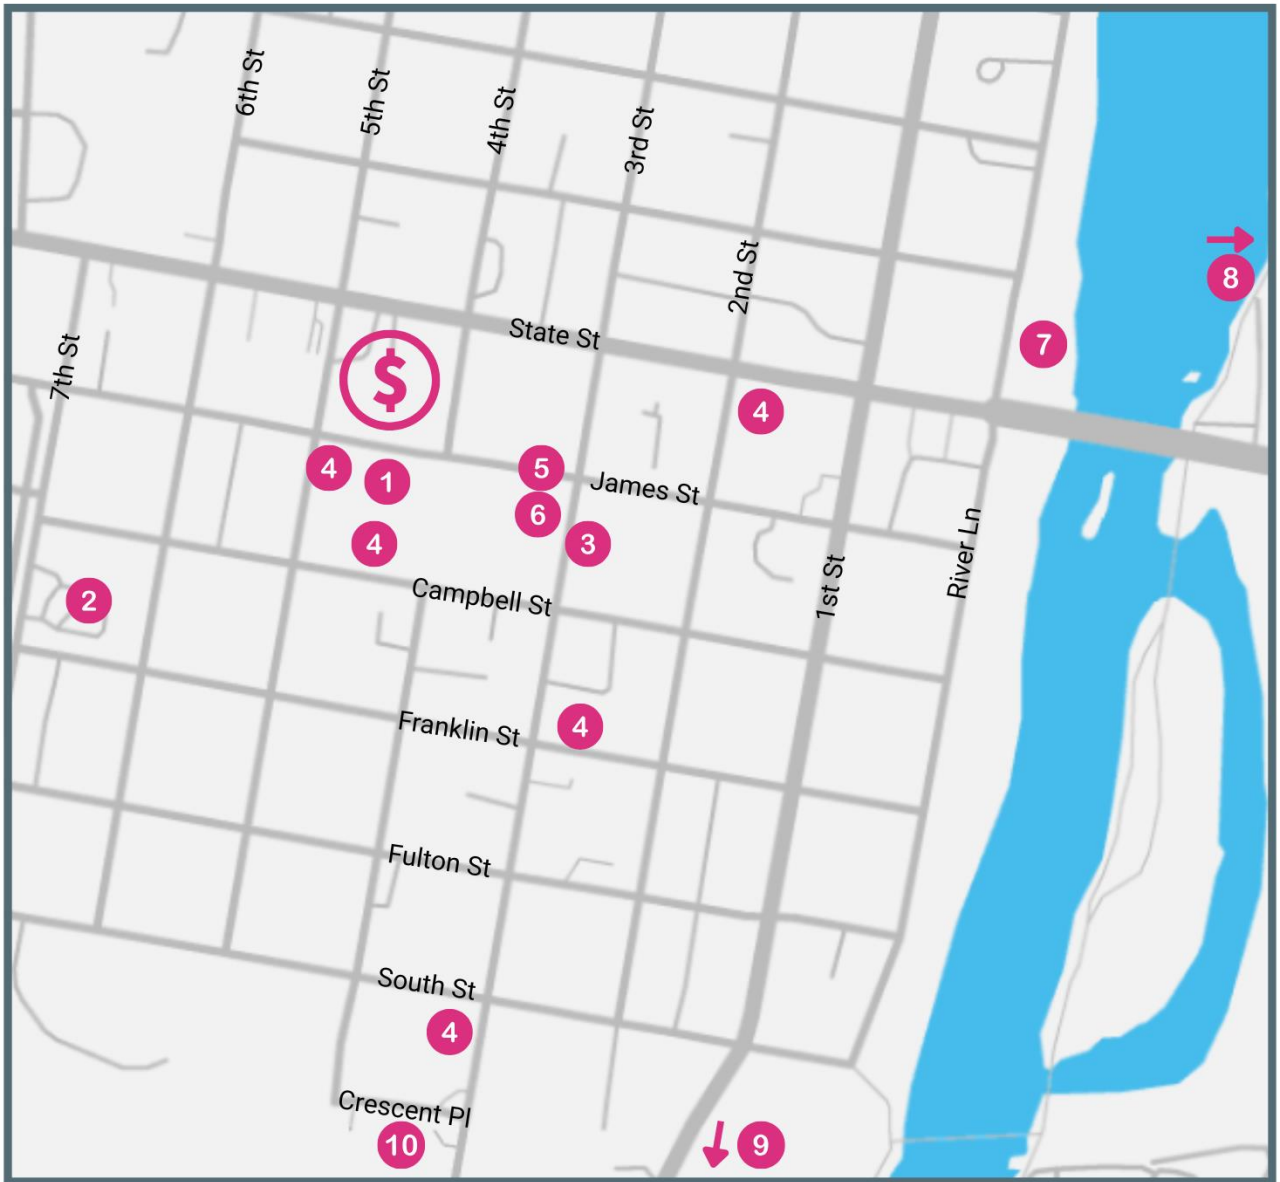 6th St
5th St
4th St
3rd St
2nd St
8
State St
7
7th St
$
4
4
1
5
James St
6
3
4
River Ln
1st St
Campbell St
2
Franklin St
4
Fulton St
South St
4
Crescent Pl
10
9